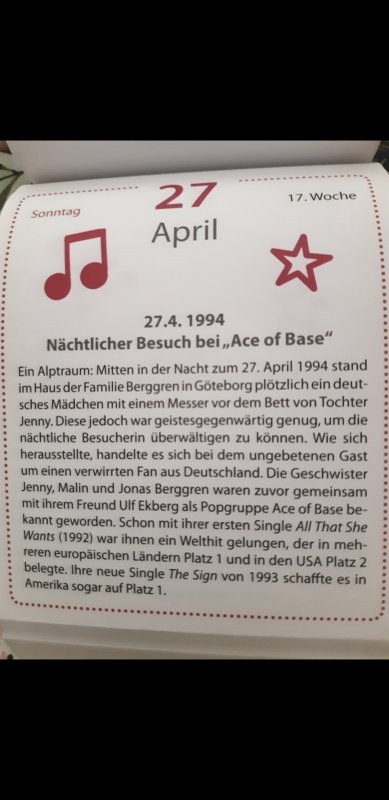 Sonntag
27
17. Woche
April
27.4. 1994
Nächtlicher Besuch bei „Ace of Base“
Ein Alptraum: Mitten in der Nacht zum 27. April 1994 stand
im Haus der Familie Berggren in Göteborg plötzlich ein deut-
sches Mädchen mit einem Messer vor dem Bett von Tochter
Jenny. Diese jedoch war geistesgegenwärtig genug, um die
nächtliche Besucherin überwältigen zu können. Wie sich
herausstellte, handelte es sich bei dem ungebetenen Gast
um einen verwirrten Fan aus Deutschland. Die Geschwister
Jenny, Malin und Jonas Berggren waren zuvor gemeinsam
mit ihrem Freund Ulf Ekberg als Popgruppe Ace of Base be-
kannt geworden. Schon mit ihrer ersten Single All That She
Wants (1992) war ihnen ein Welthit gelungen, der in meh-
reren europäischen Ländern Platz 1 und in den USA Platz 2
belegte. Ihre neue Single The Sign von 1993 schaffte es in
Amerika sogar auf Platz 1.